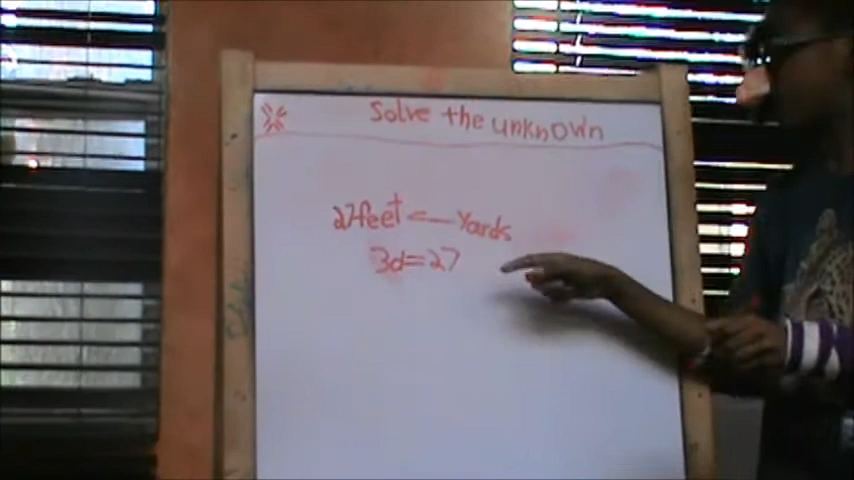 Solve the unknown
27feet = __ Yards
3d=27